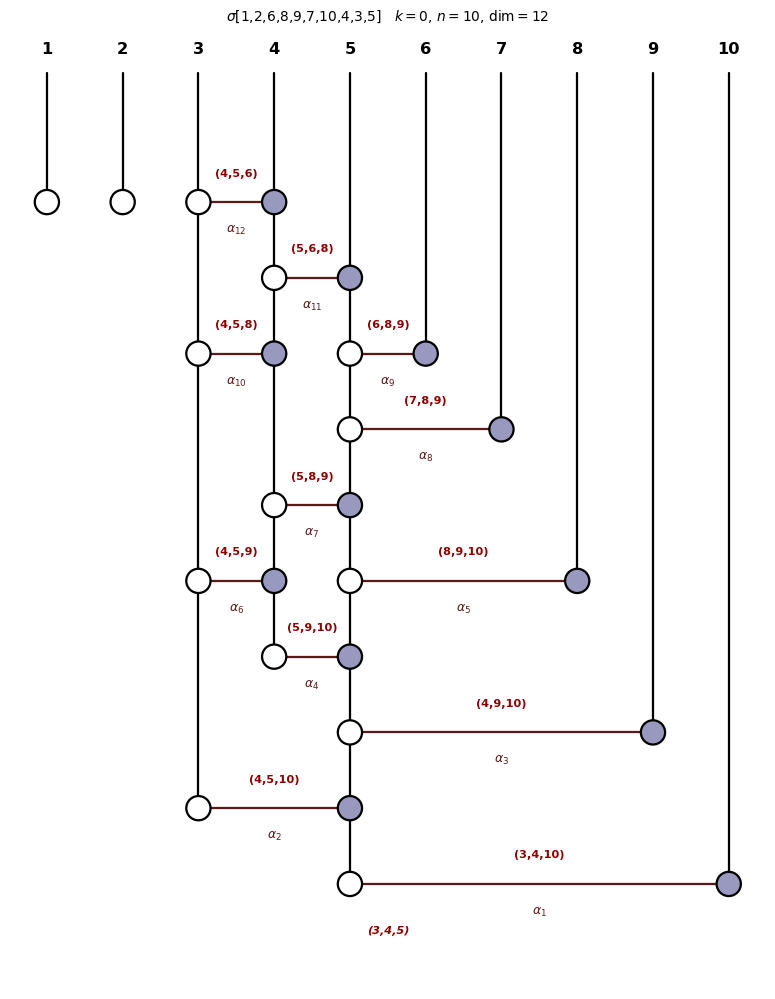 σ[1,2,6,8,9,7,10,4,3,5]   k = 0, n = 10, dim = 12
1 2 3 4 5 6 7 8 9 10
(4,5,6)
α₁₂
(5,6,8)
α₁₁
(4,5,8) (6,8,9)
α₁₀ α₉
(7,8,9)
α₈
(5,8,9)
α₇
(4,5,9) (8,9,10)
α₆ α₅
(5,9,10)
α₄
(4,9,10)
α₃
(4,5,10)
α₂
(3,4,10)
α₁
(3,4,5)